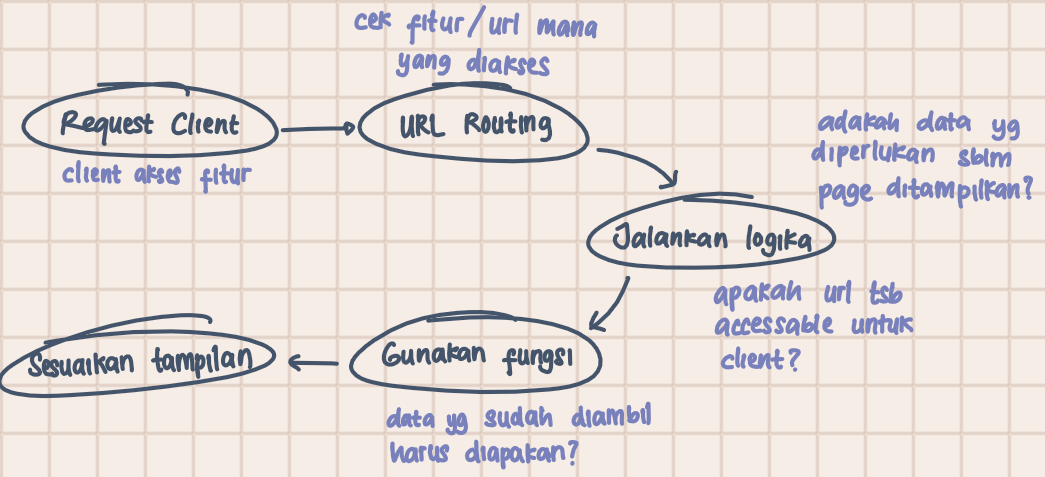 cek fitur/url mana
yang diakses
Request Client
URL Routing
client akses fitur
adakah data yg
diperlukan sblm
page ditampilkan?
Jalankan logika
apakah url tsb
accessable untuk
client?
Gunakan fungsi
data yg sudah diambil
harus diapakan?
Sesuaikan tampilan